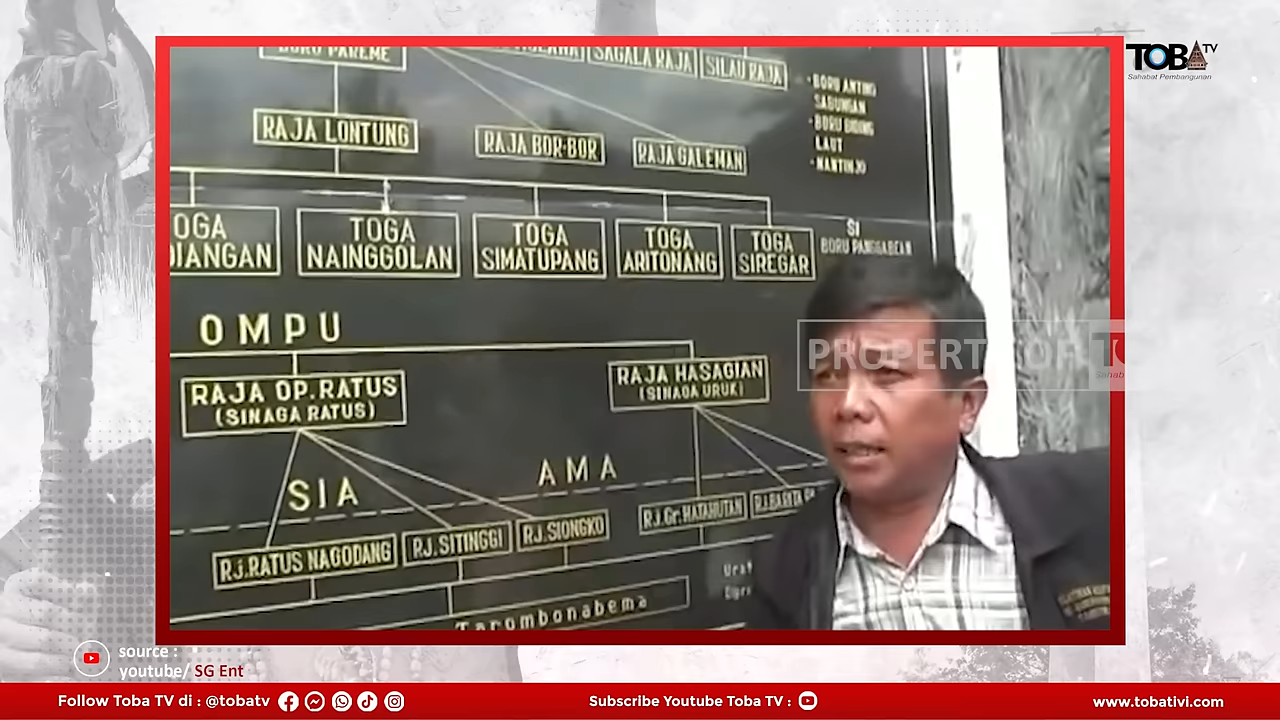 TOBA TV
Sahabat Pembangunan
BORU PAREME
SAGALA RAJA
SILAU RAJA
- BORU ANTING
SABUNGAN
- BORU BIDING
LAUT
- NANTINJO
RAJA LONTUNG
RAJA BOR-BOR
RAJA GALEMAN
TOGA
NAINGGOLAN
TOGA
SIMATUPANG
TOGA
ARITONANG
TOGA
SIREGAR
SI
BORU PANGGABEAN
OMPU
RAJA OP.RATUS
(SINAGA RATUS)
RAJA HASAGIAN
(SINAGA URUK)
PROPERTY OF
SIA
AMA
RJ.RATUS NAGODANG
RJ.SITINGGI
RJ.SIONGKO
RJ.Gr.HATAHUTAN
Tarombonabema
source :
youtube/ SG Ent
Follow Toba TV di : @tobatv
Subscribe Youtube Toba TV :
www.tobativi.com